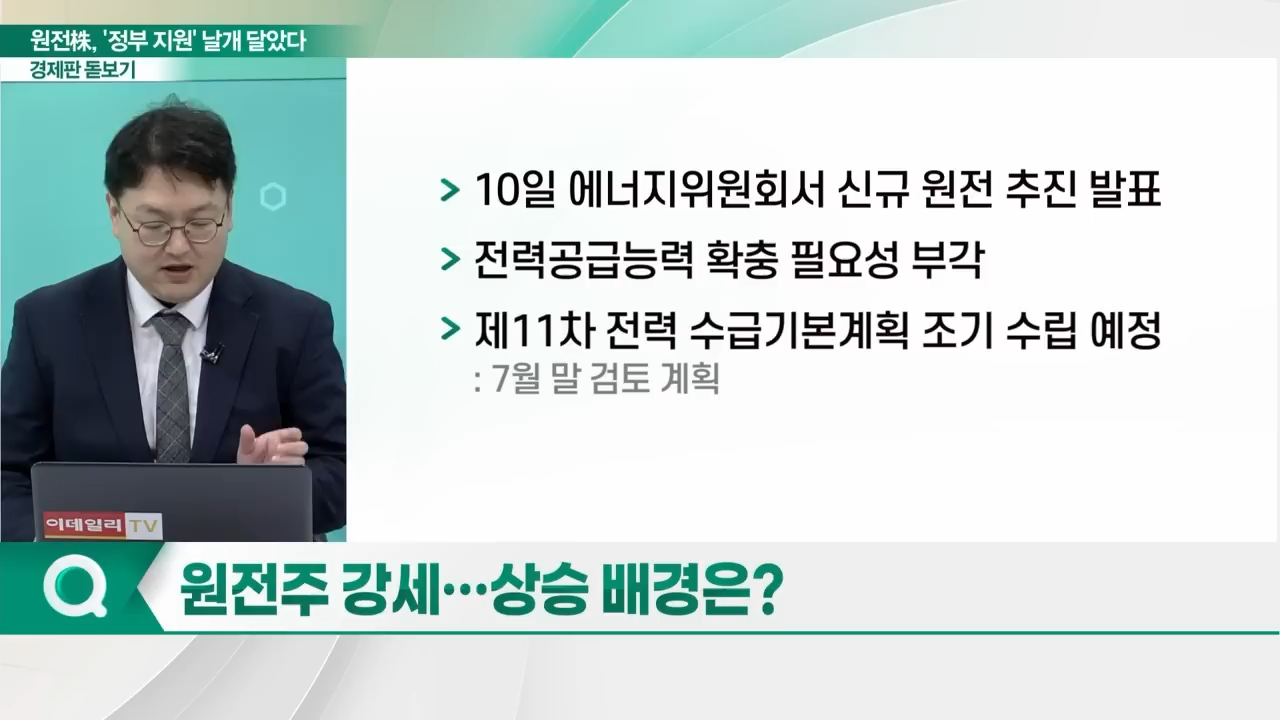 원전株, '정부 지원' 날개 달았다
경제판 돋보기
> 10일 에너지위원회서 신규 원전 추진 발표
> 전력공급능력 확충 필요성 부각
> 제11차 전력 수급기본계획 조기 수립 예정
: 7월 말 검토 계획
이데일리 TV
원전주 강세…상승 배경은?